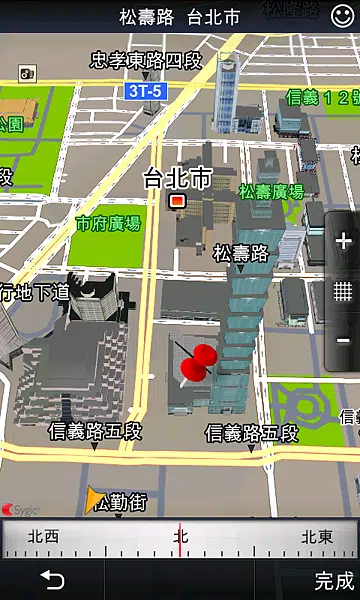 松壽路 台北市
松隆路
忠孝東路四段
3T-5
信義１２號
公園
段
台北市
松壽廣場
市府廣場
松壽路
行地下道
信義路五段
信義路五段
松勤街
Sygic
北西
北
北東
完成